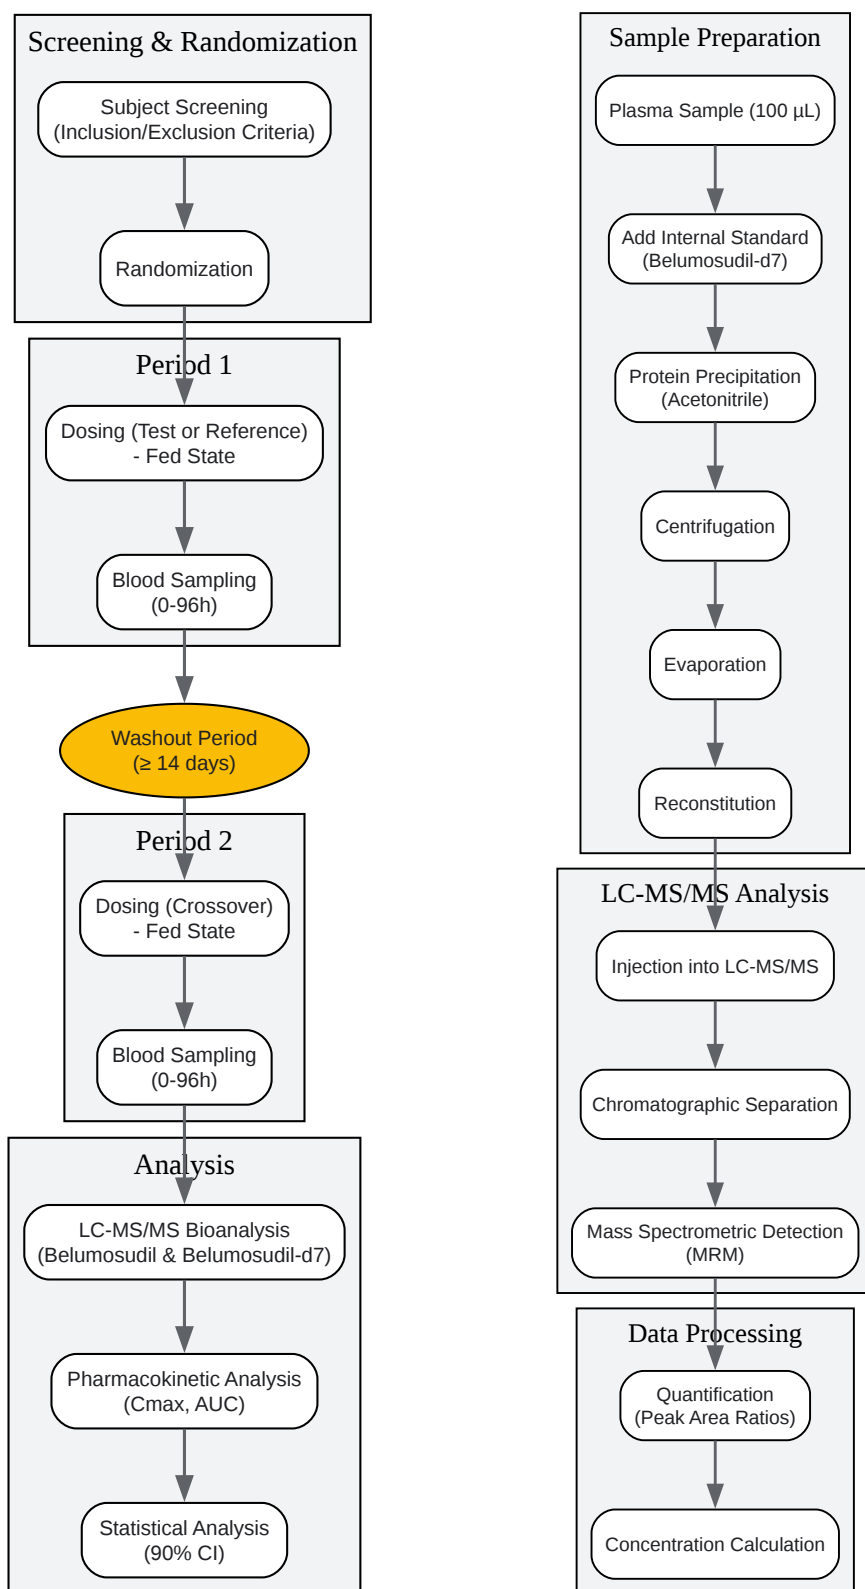 Screening & Randomization
Subject Screening
(Inclusion/Exclusion Criteria)
Randomization
Period 1
Dosing (Test or Reference)
- Fed State
Blood Sampling
(0-96h)
Washout Period
(≥ 14 days)
Period 2
Dosing (Crossover)
- Fed State
Blood Sampling
(0-96h)
Analysis
LC-MS/MS Bioanalysis
(Belumosudil & Belumosudil-d7)
Pharmacokinetic Analysis
(Cmax, AUC)
Statistical Analysis
(90% CI)
Sample Preparation
Plasma Sample (100 µL)
Add Internal Standard
(Belumosudil-d7)
Protein Precipitation
(Acetonitrile)
Centrifugation
Evaporation
Reconstitution
LC-MS/MS Analysis
Injection into LC-MS/MS
Chromatographic Separation
Mass Spectrometric Detection
(MRM)
Data Processing
Quantification
(Peak Area Ratios)
Concentration Calculation